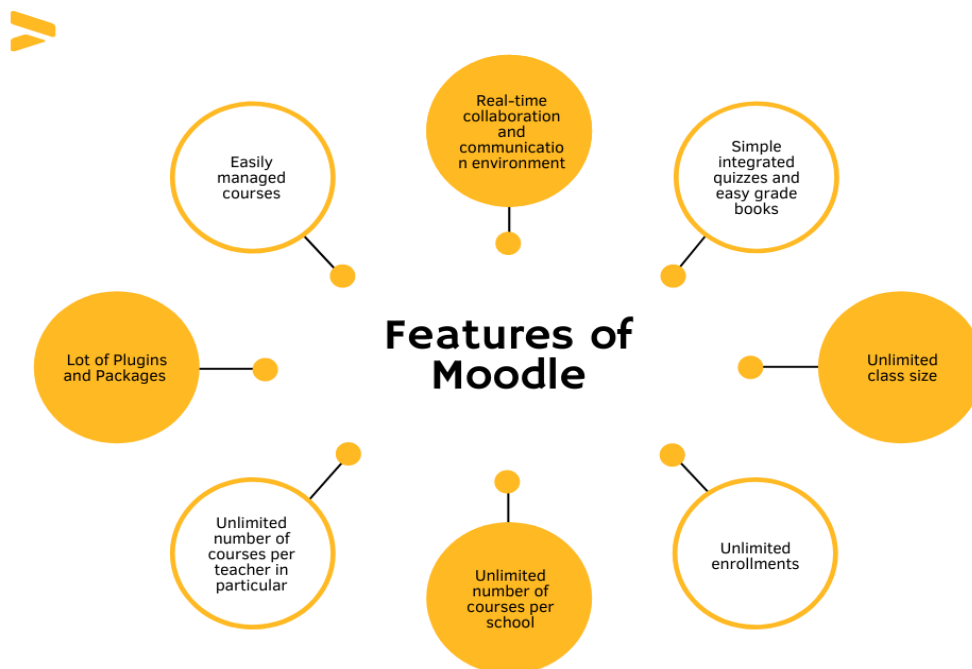 Real-time
collaboration
and
communicatio
n environment
Easily
managed
courses
Simple
integrated
quizzes and
easy grade
books
Features of
Moodle
Lot of Plugins
and Packages
Unlimited
class size
Unlimited
number of
courses per
teacher in
particular
Unlimited
number of
courses per
school
Unlimited
enrollments